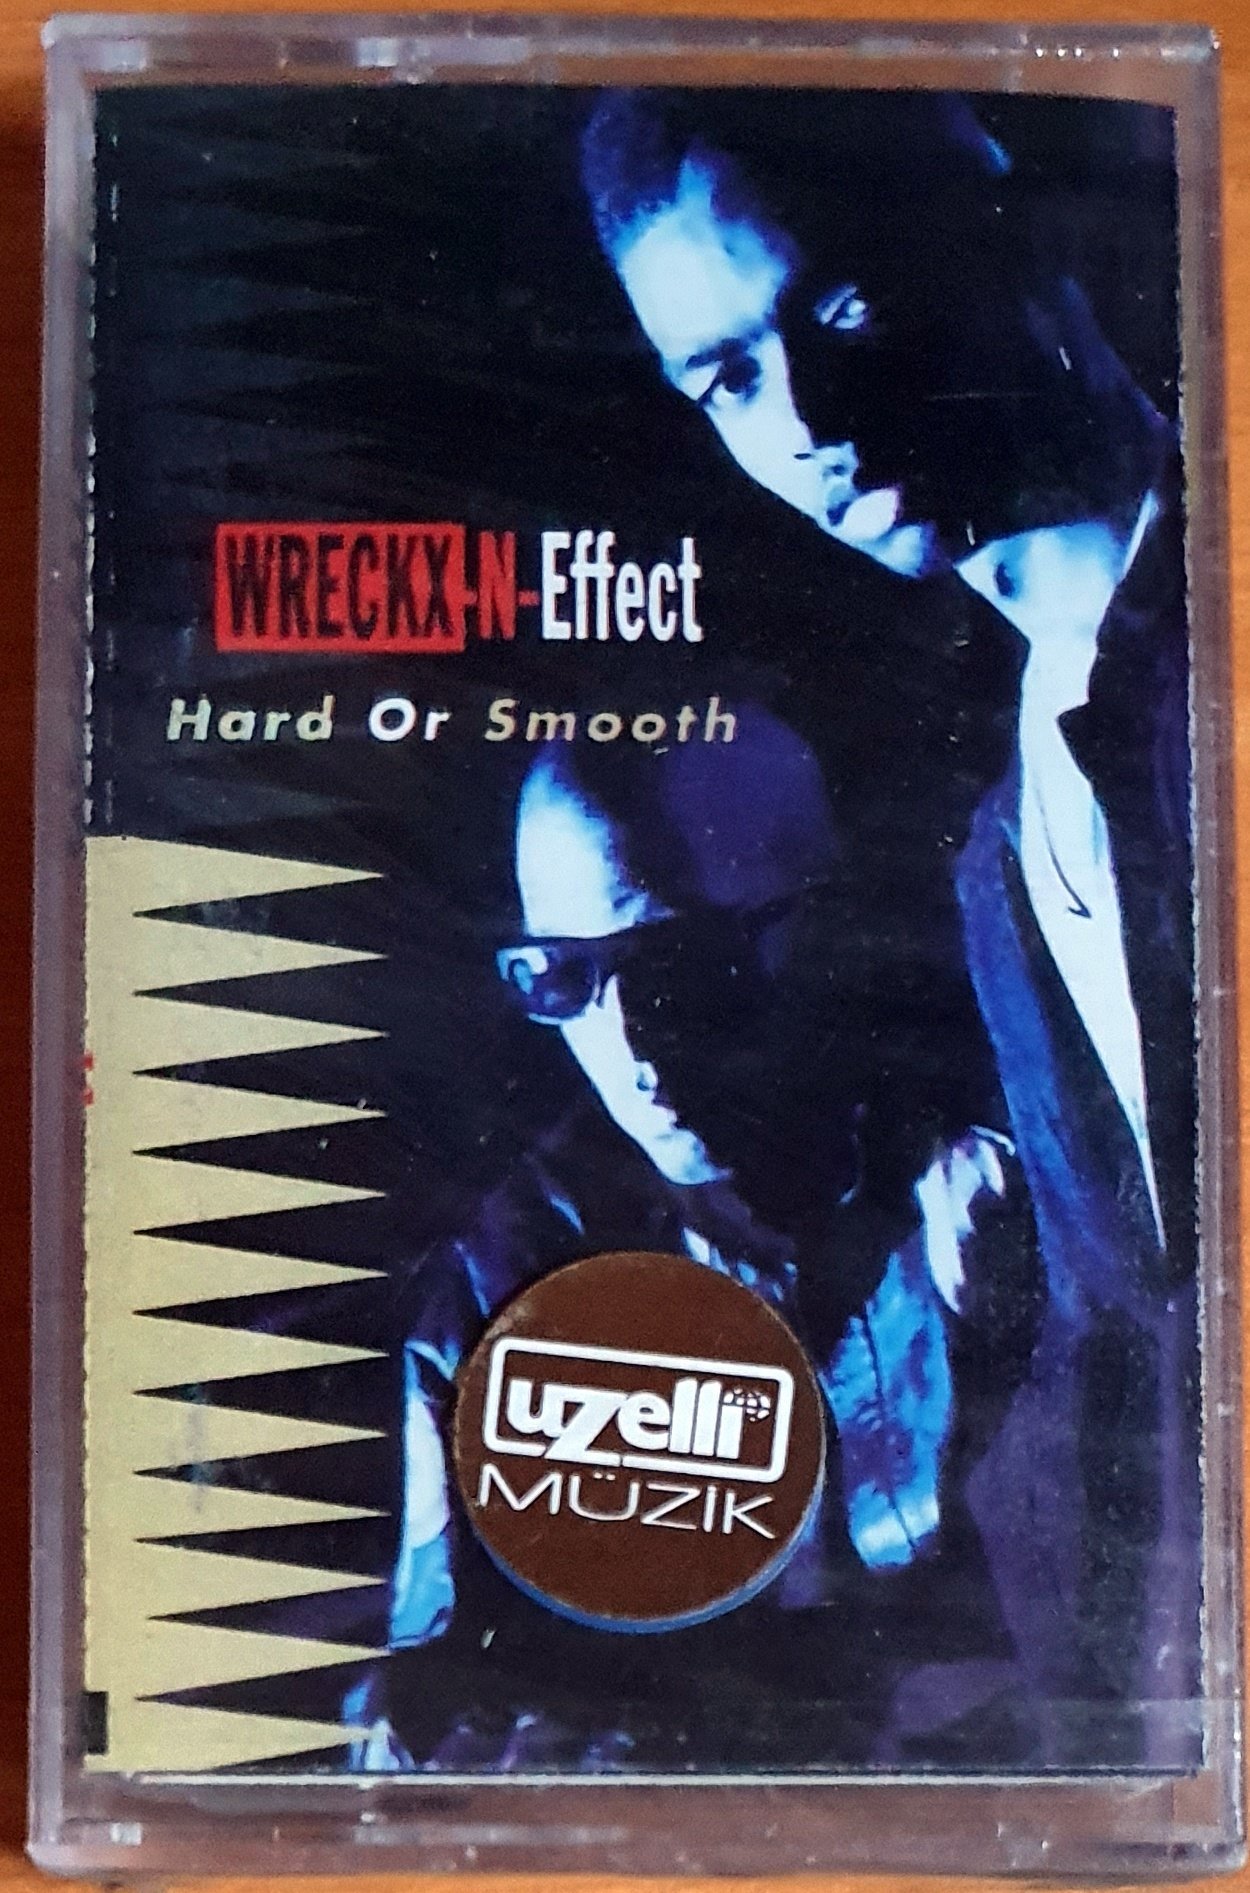 WRECKX-N-Effect
Hard Or Smooth
uzelli
MÜZİK